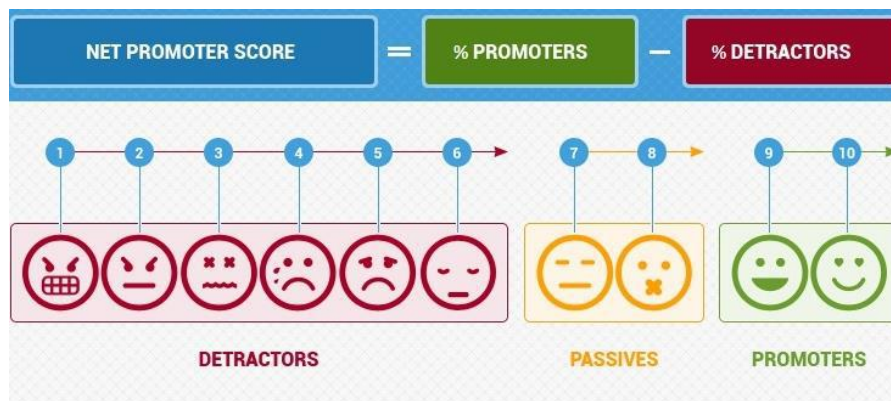 NET PROMOTER SCORE = % PROMOTERS — % DETRACTORS
1 2 3 4 5 6 7 8 9 10
DETRACTORS PASSIVES PROMOTERS